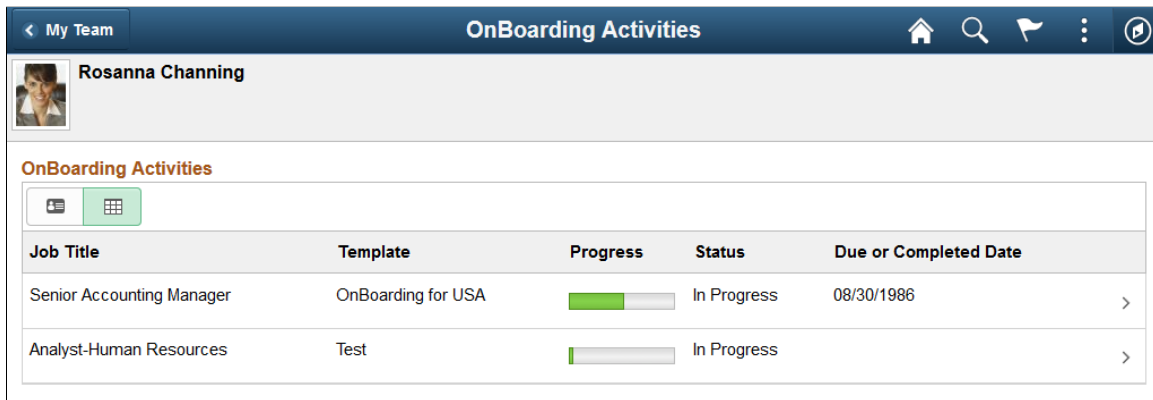 My Team
OnBoarding Activities
Rosanna Channing
OnBoarding Activities
Job Title Template Progress Status Due or Completed Date
Senior Accounting Manager OnBoarding for USA In Progress 08/30/1986
Analyst-Human Resources Test In Progress